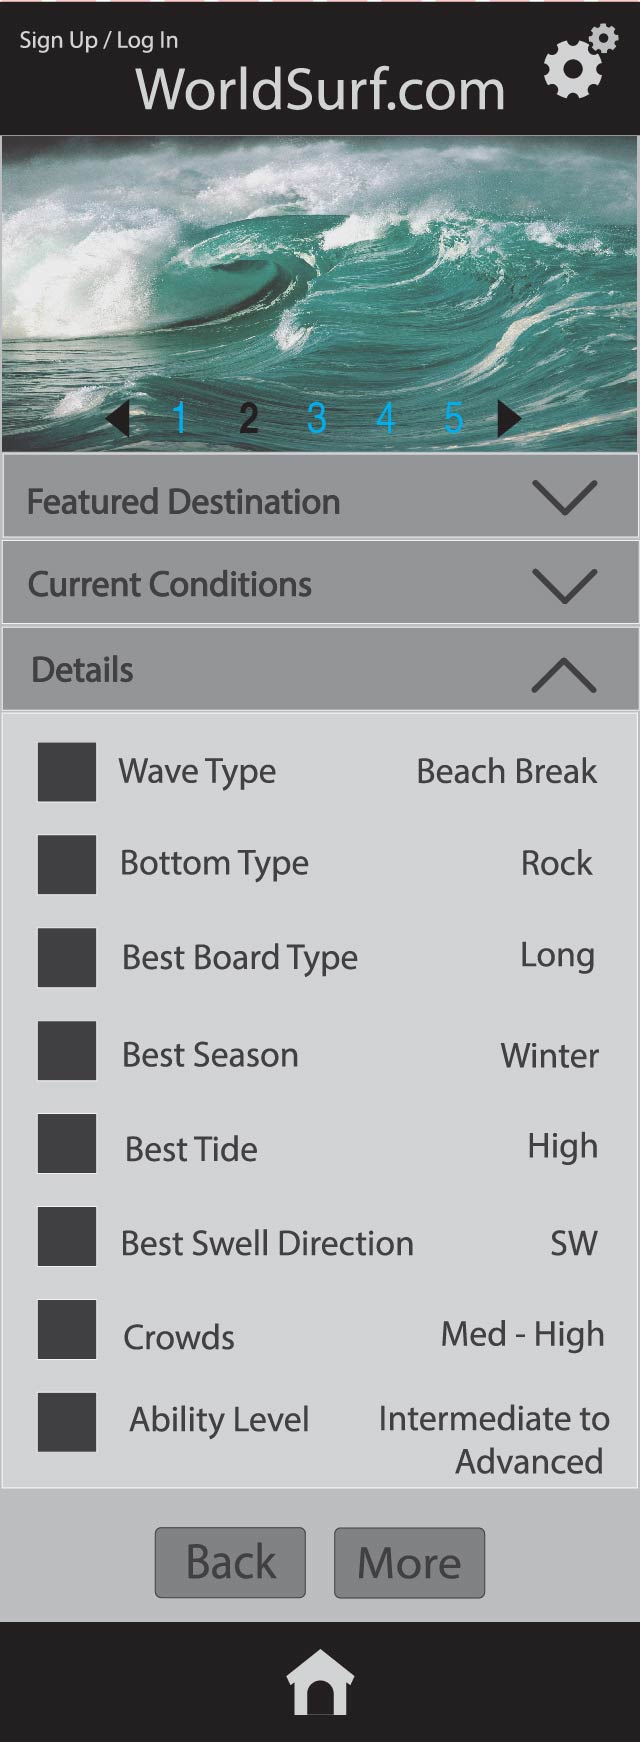 Sign Up / Log In
WorldSurf.com
1 2 3 4 5
Featured Destination
Current Conditions
Details
Wave Type Beach Break
Bottom Type Rock
Best Board Type Long
Best Season Winter
Best Tide High
Best Swell Direction SW
Crowds Med - High
Ability Level Intermediate to
Advanced
Back More